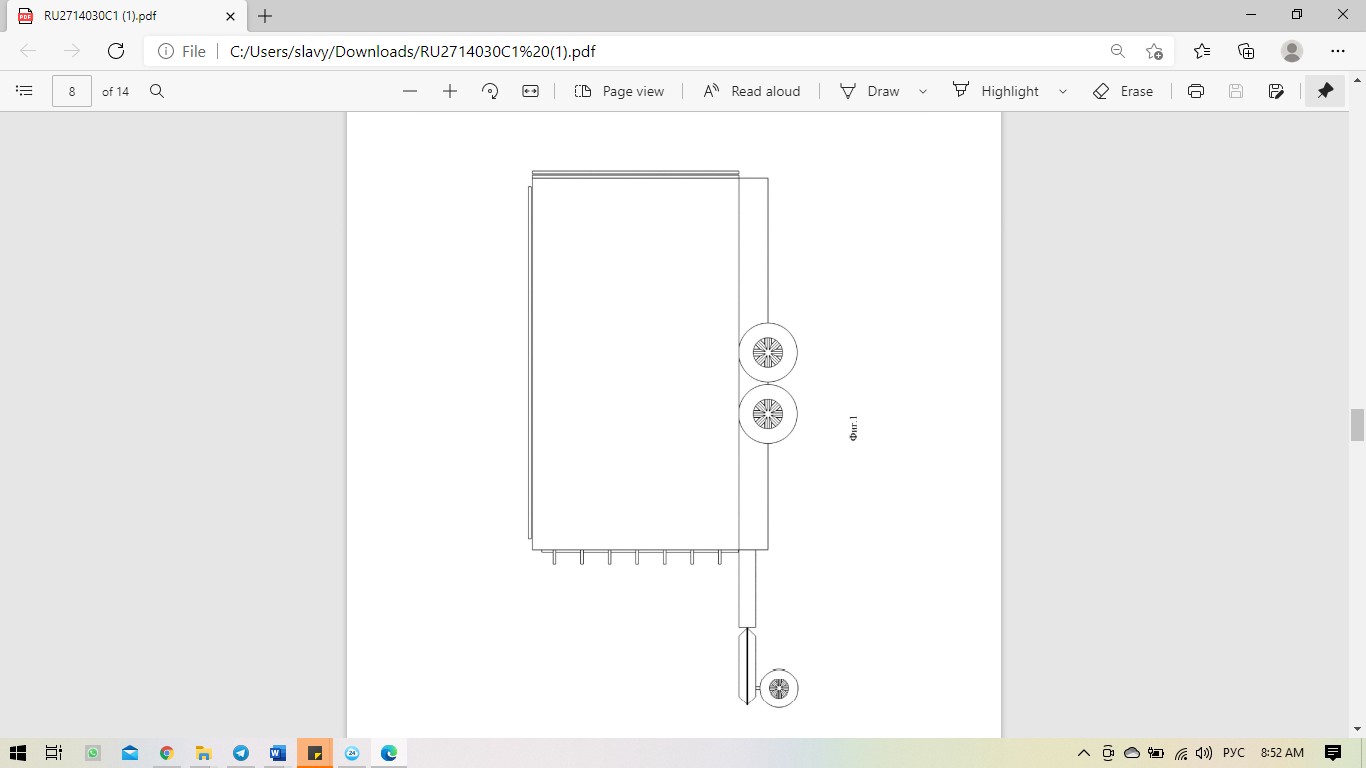 RU2714030C1 (1).pdf
File
C:/Users/slavy/Downloads/RU2714030C1%20(1).pdf
8 of 14
Page view
Read aloud
Draw
Highlight
Erase
Фиг.1
24
РУС
8:52 AM